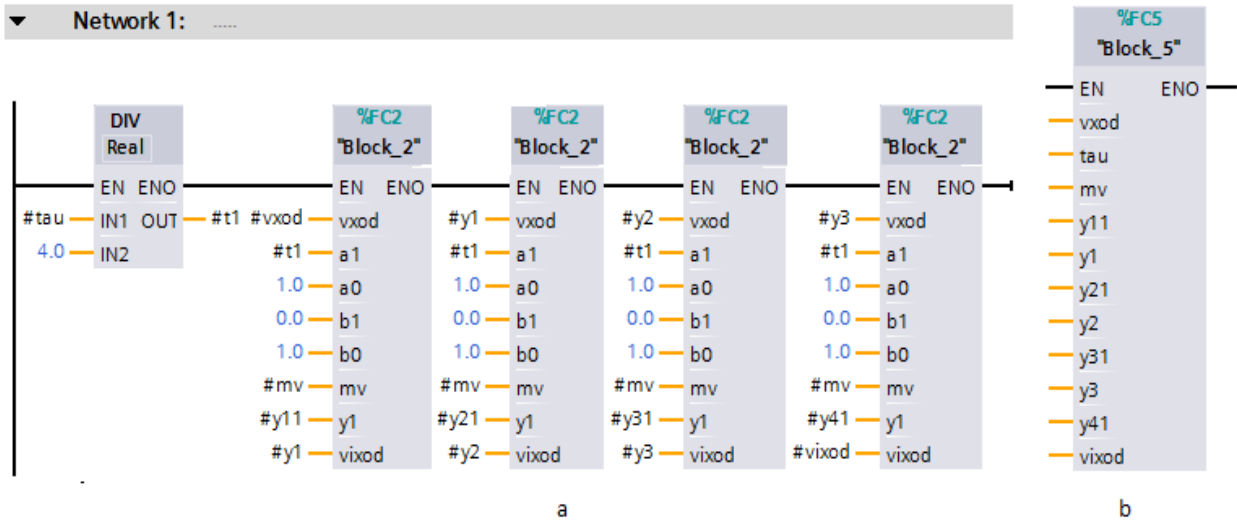 Network 1: .....
DIV
Real
EN ENO
#tau IN1 OUT #t1
4.0 IN2
%FC2
"Block_2"
EN ENO
#vxod vxod
#t1 a1
1.0 a0
0.0 b1
1.0 b0
#mv mv
#y11 y1
#y1 vixod
%FC2
"Block_2"
EN ENO
#y1 vxod
#t1 a1
1.0 a0
0.0 b1
1.0 b0
#mv mv
#y21 y1
#y2 vixod
%FC2
"Block_2"
EN ENO
#y2 vxod
#t1 a1
1.0 a0
0.0 b1
1.0 b0
#mv mv
#y31 y1
#y3 vixod
%FC2
"Block_2"
EN ENO
#y3 vxod
#t1 a1
1.0 a0
0.0 b1
1.0 b0
#mv mv
#y41 y1
#vixod vixod
a
%FC5
"Block_5"
EN ENO
vxod
tau
mv
y11
y1
y21
y2
y31
y3
y41
vixod
b